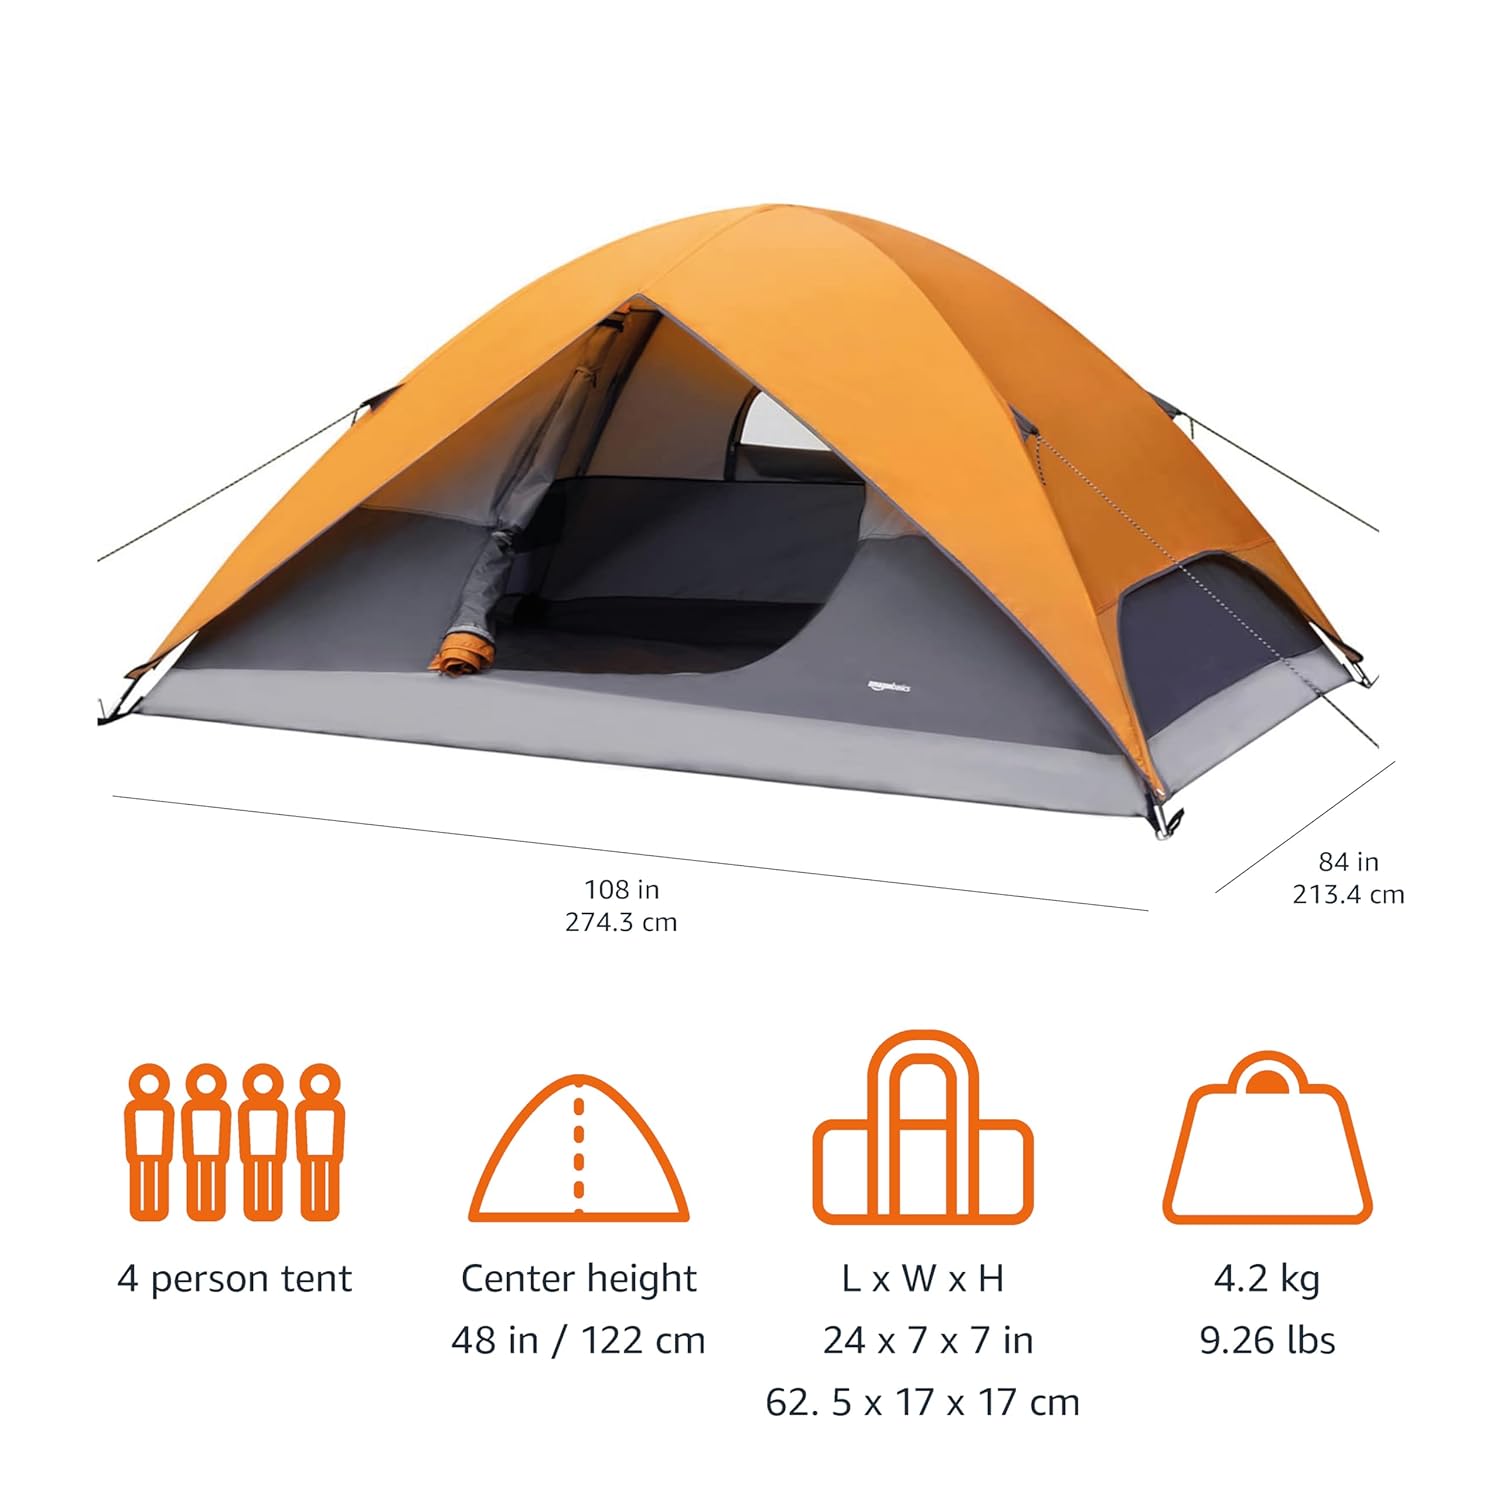 amazonbasics
108 in
274.3 cm
84 in
213.4 cm
4 person tent
Center height
48 in / 122 cm
L x W x H
24 x 7 x 7 in
62. 5 x 17 x 17 cm
4.2 kg
9.26 lbs